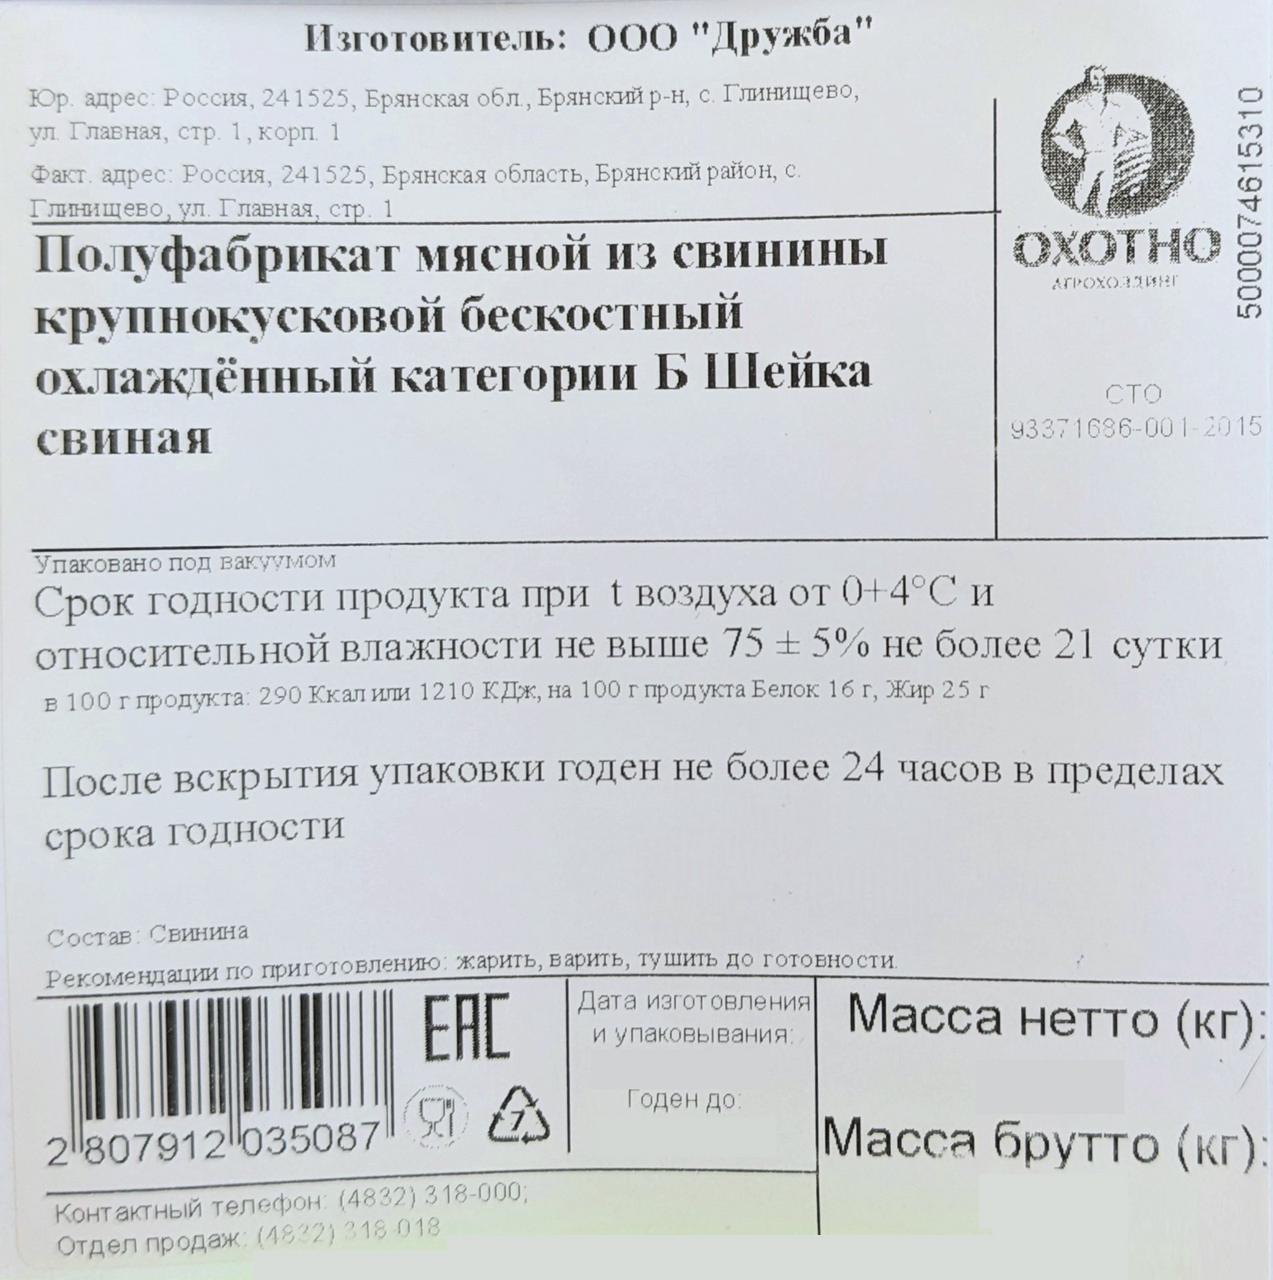 Изготовитель: ООО "Дружба"
Юр. адрес: Россия, 241525, Брянская обл., Брянский р-н, с. Глинищево,
ул. Главная, стр. 1, корп. 1
Факт. адрес: Россия, 241525, Брянская область, Брянский район, с.
Глинищево, ул. Главная, стр. 1
ОХОТНО
АГРОХОЛДИНГ
5000074615310
СТО
93371686-001-2015
Полуфабрикат мясной из свинины
крупнокусковой бескостный
охлаждённый категории Б Шейка
свиная
Упаковано под вакуумом
Срок годности продукта при t воздуха от 0+4°С и
относительной влажности не выше 75 ± 5% не более 21 сутки
в 100 г продукта: 290 Ккал или 1210 КДж, на 100 г продукта Белок 16 г, Жир 25 г
После вскрытия упаковки годен не более 24 часов в пределах
срока годности
Состав: Свинина
Рекомендации по приготовлению: жарить, варить, тушить до готовности.
2 807912 035087
ЕАС
7
Дата изготовления
и упаковывания:
Годен до:
Масса нетто (кг):
Масса брутто (кг):
Контактный телефон: (4832) 318-000;
Отдел продаж: (4832) 318-018